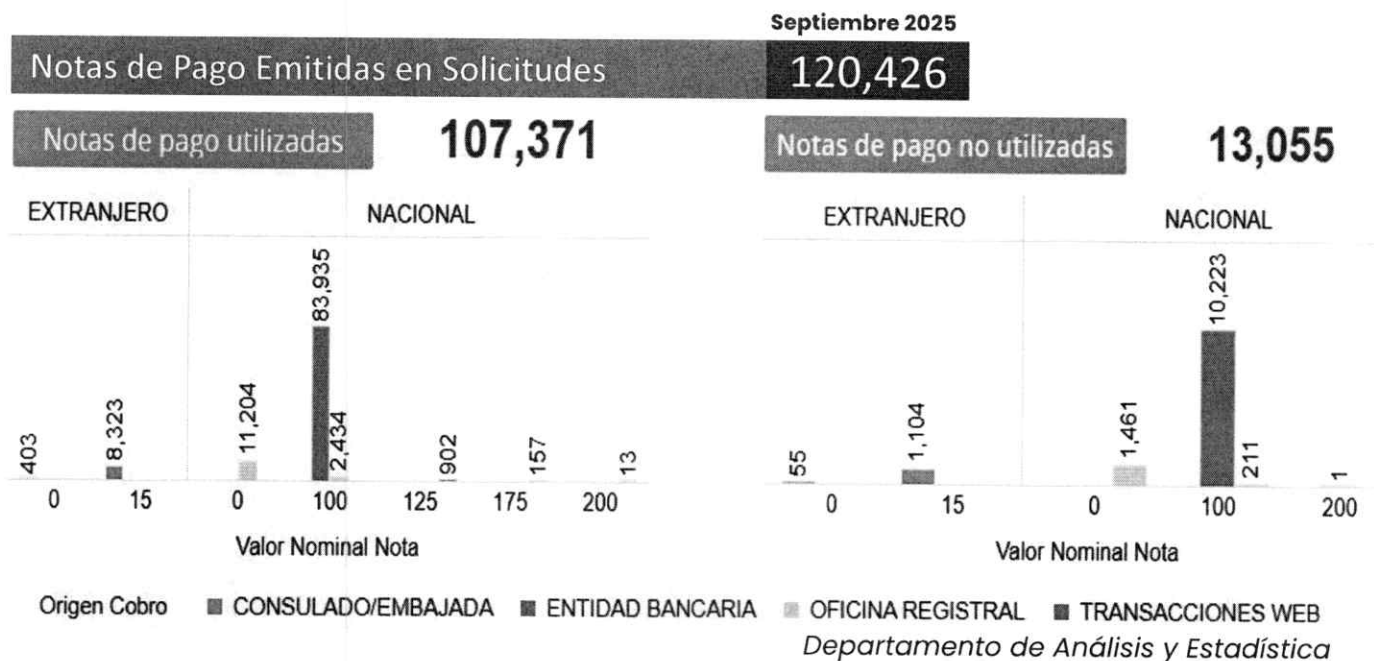 Septiembre 2025
Notas de Pago Emitidas en Solicitudes 120,426
Notas de pago utilizadas 107,371
Notas de pago no utilizadas 13,055
EXTRANJERO NACIONAL
403 8,323 11,204 83,935 2,434 902 157 13
0 15 0 100 125 175 200
Valor Nominal Nota
EXTRANJERO NACIONAL
55 1,104 1,461 10,223 211 1
0 15 0 100 200
Valor Nominal Nota
Origen Cobro CONSULADO/EMBAJADA ENTIDAD BANCARIA OFICINA REGISTRAL TRANSACCIONES WEB
Departamento de Análisis y Estadística